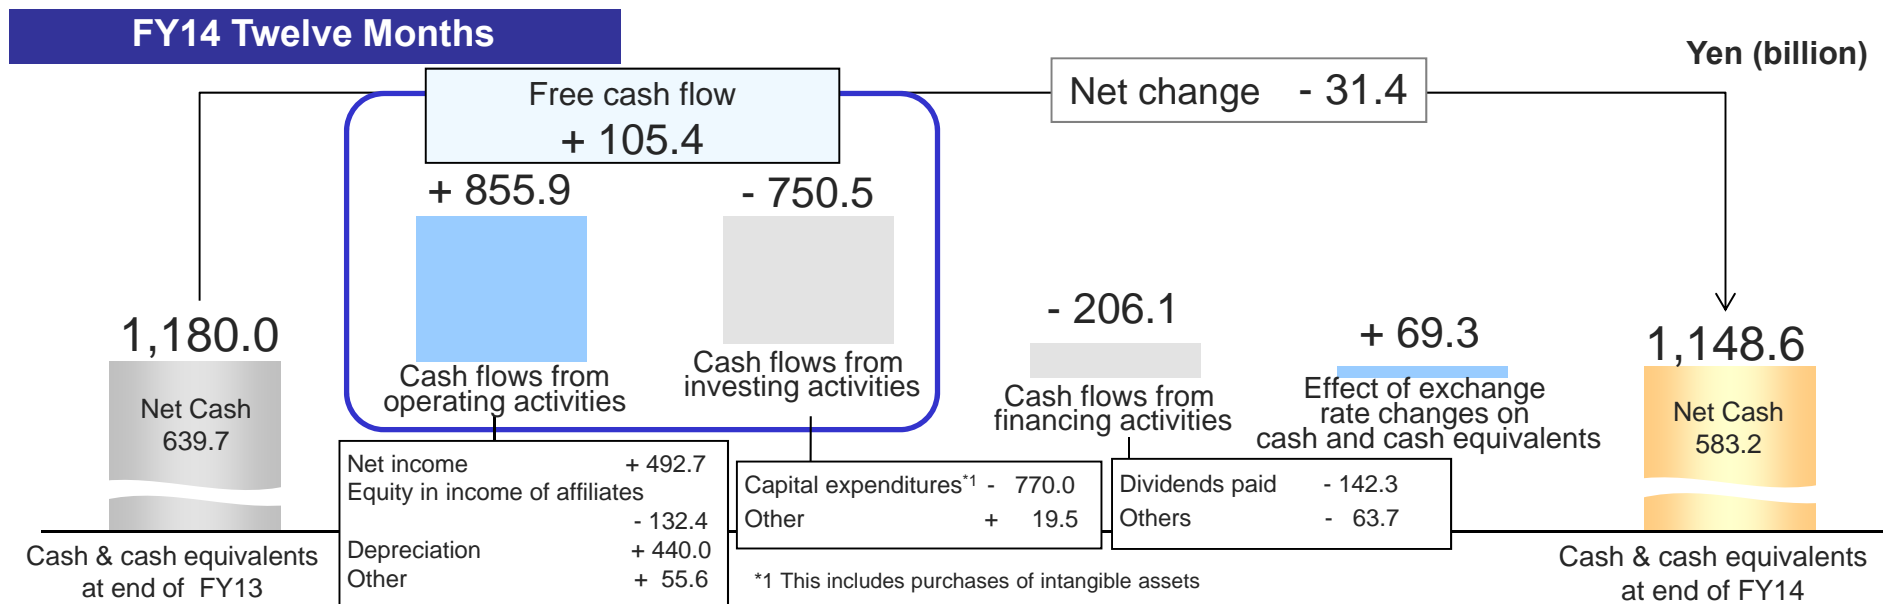 FY14 Twelve Months
Yen (billion)
Free cash flow
+ 105.4
Net change - 31.4
+ 855.9
- 750.5
1,180.0
Net Cash
639.7
Cash flows from
operating activities
Cash flows from
investing activities
- 206.1
Cash flows from
financing activities
+ 69.3
Effect of exchange
rate changes on
cash and cash equivalents
1,148.6
Net Cash
583.2
Net income + 492.7
Equity in income of affiliates
- 132.4
Depreciation + 440.0
Other + 55.6
Capital expenditures*1 - 770.0
Other + 19.5
Dividends paid - 142.3
Others - 63.7
Cash & cash equivalents
at end of FY13
*1 This includes purchases of intangible assets
Cash & cash equivalents
at end of FY14